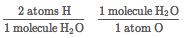 2 atoms H 1 molecule H₂O
1 molecule H₂O 1 atom O